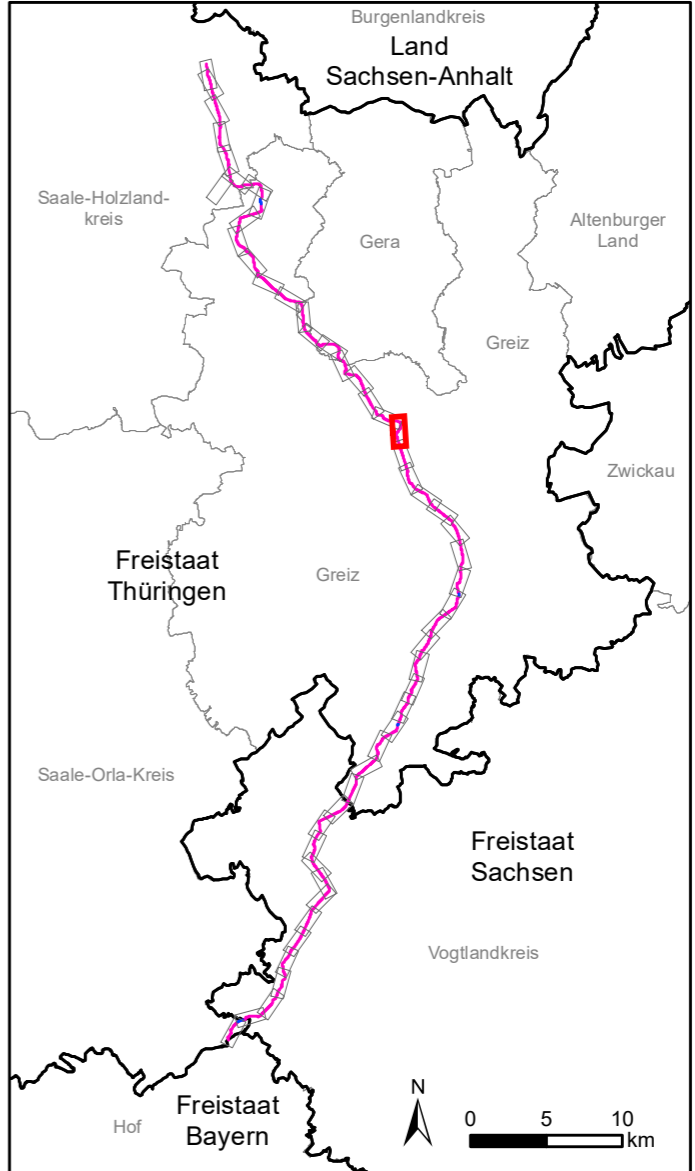 Burgenlandkreis
Land
Sachsen-Anhalt
Saale-Holzland-
kreis
Altenburger
Land
Gera
Greiz
Zwickau
Freistaat
Thüringen
Greiz
Saale-Orla-Kreis
Freistaat
Sachsen
Vogtlandkreis
Freistaat
Bayern
Hof
N
0 5 10
km